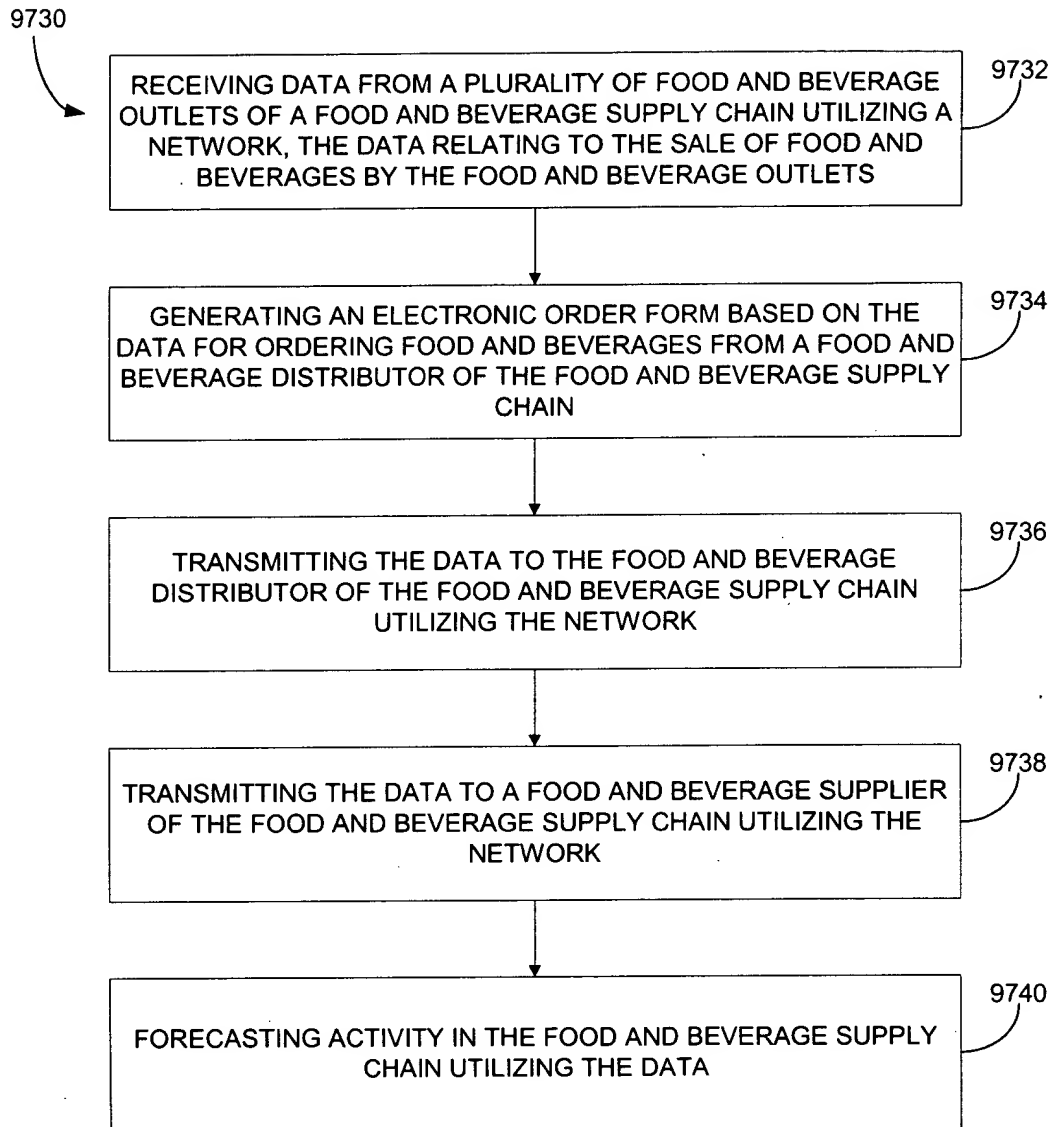 9730
RECEIVING DATA FROM A PLURALITY OF FOOD AND BEVERAGE
OUTLETS OF A FOOD AND BEVERAGE SUPPLY CHAIN UTILIZING A
NETWORK, THE DATA RELATING TO THE SALE OF FOOD AND
BEVERAGES BY THE FOOD AND BEVERAGE OUTLETS
9732
GENERATING AN ELECTRONIC ORDER FORM BASED ON THE
DATA FOR ORDERING FOOD AND BEVERAGES FROM A FOOD AND
BEVERAGE DISTRIBUTOR OF THE FOOD AND BEVERAGE SUPPLY
CHAIN
9734
TRANSMITTING THE DATA TO THE FOOD AND BEVERAGE
DISTRIBUTOR OF THE FOOD AND BEVERAGE SUPPLY CHAIN
UTILIZING THE NETWORK
9736
TRANSMITTING THE DATA TO A FOOD AND BEVERAGE SUPPLIER
OF THE FOOD AND BEVERAGE SUPPLY CHAIN UTILIZING THE
NETWORK
9738
FORECASTING ACTIVITY IN THE FOOD AND BEVERAGE SUPPLY
CHAIN UTILIZING THE DATA
9740